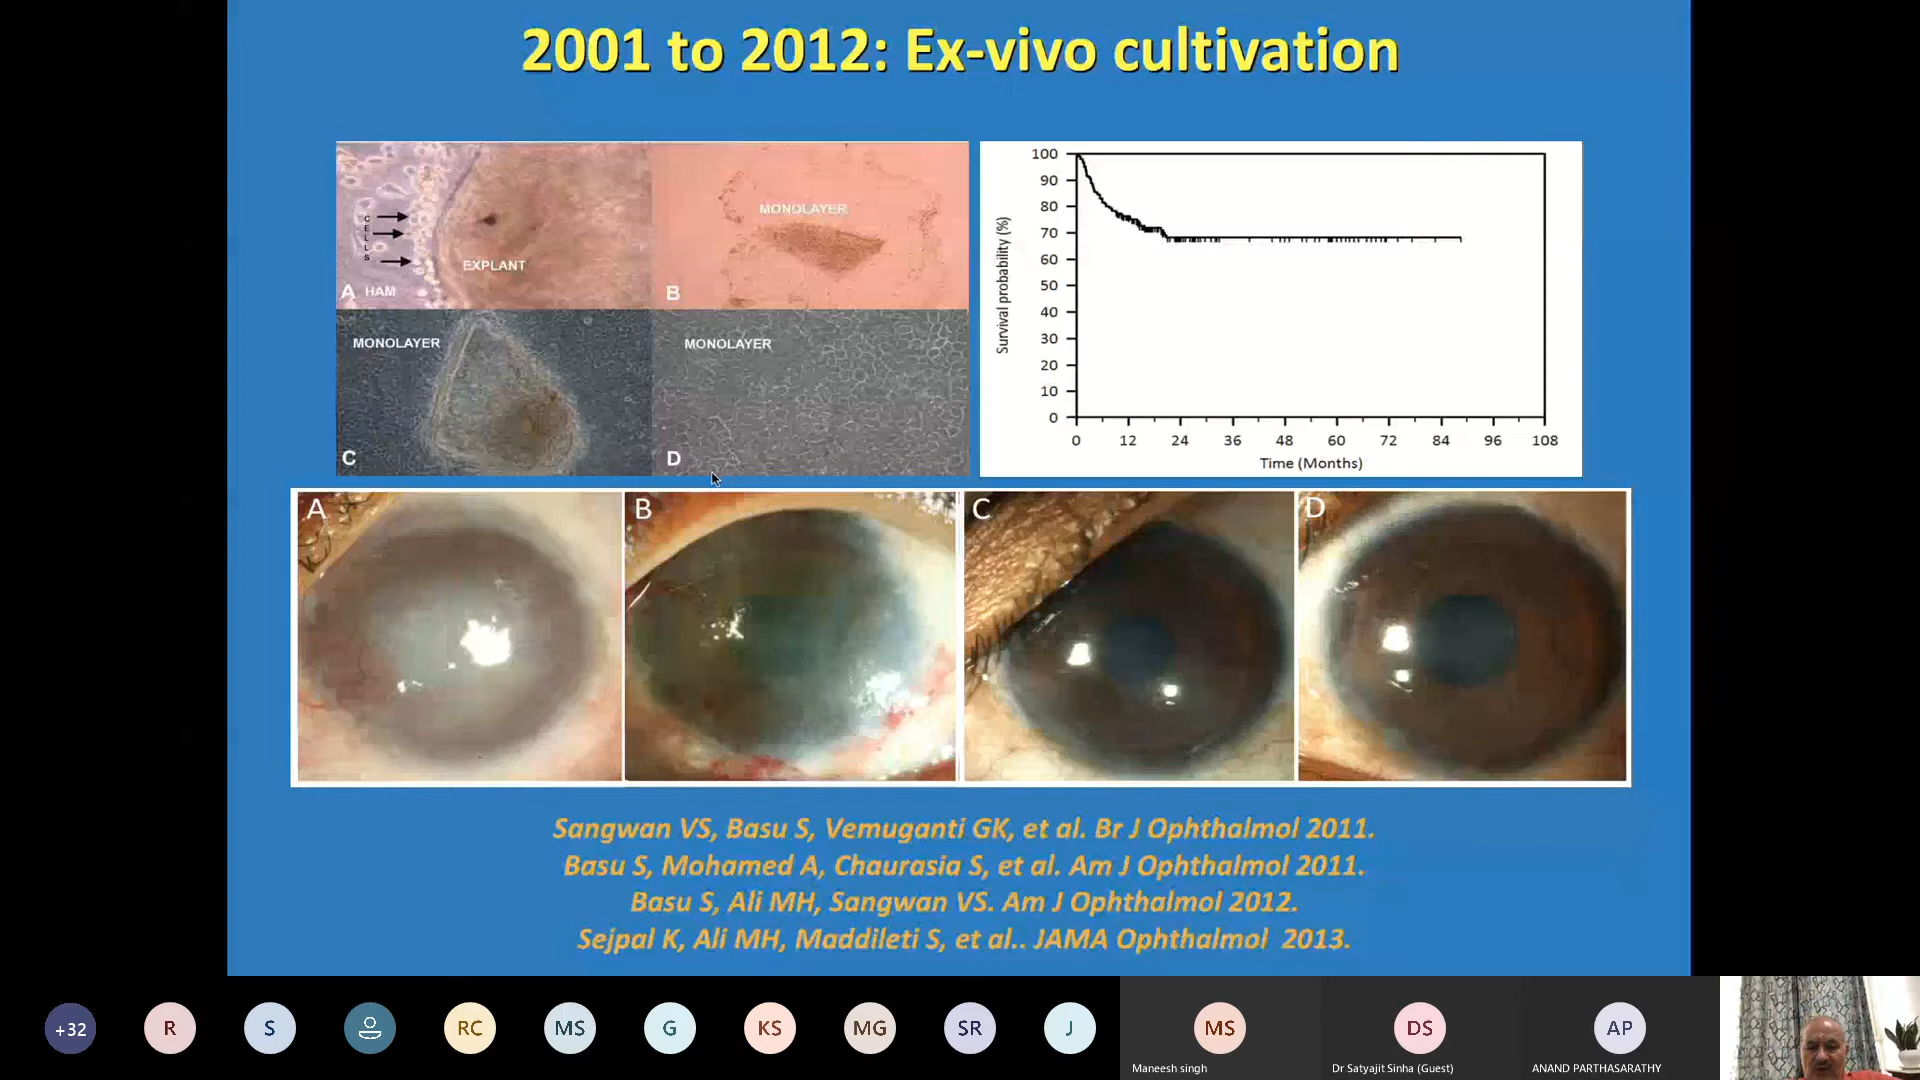 2001 to 2012: Ex-vivo cultivation
CELLS
EXPLANT
A HAM
MONOLAYER
B
MONOLAYER
C
MONOLAYER
D
100
90
80
70
60
50
40
30
20
10
0
Survival probability (%)
0 12 24 36 48 60 72 84 96 108
Time (Months)
A B C D
Sangwan VS, Basu S, Vemuganti GK, et al. Br J Ophthalmol 2011.
Basu S, Mohamed A, Chaurasia S, et al. Am J Ophthalmol 2011.
Basu S, Ali MH, Sangwan VS. Am J Ophthalmol 2012.
Sejpal K, Ali MH, Maddileti S, et al.. JAMA Ophthalmol 2013.
+32 R S RC MS G KS MG SR J MS DS AP
Maneesh singh Dr Satyajit Sinha (Guest) ANAND PARTHASARATHY